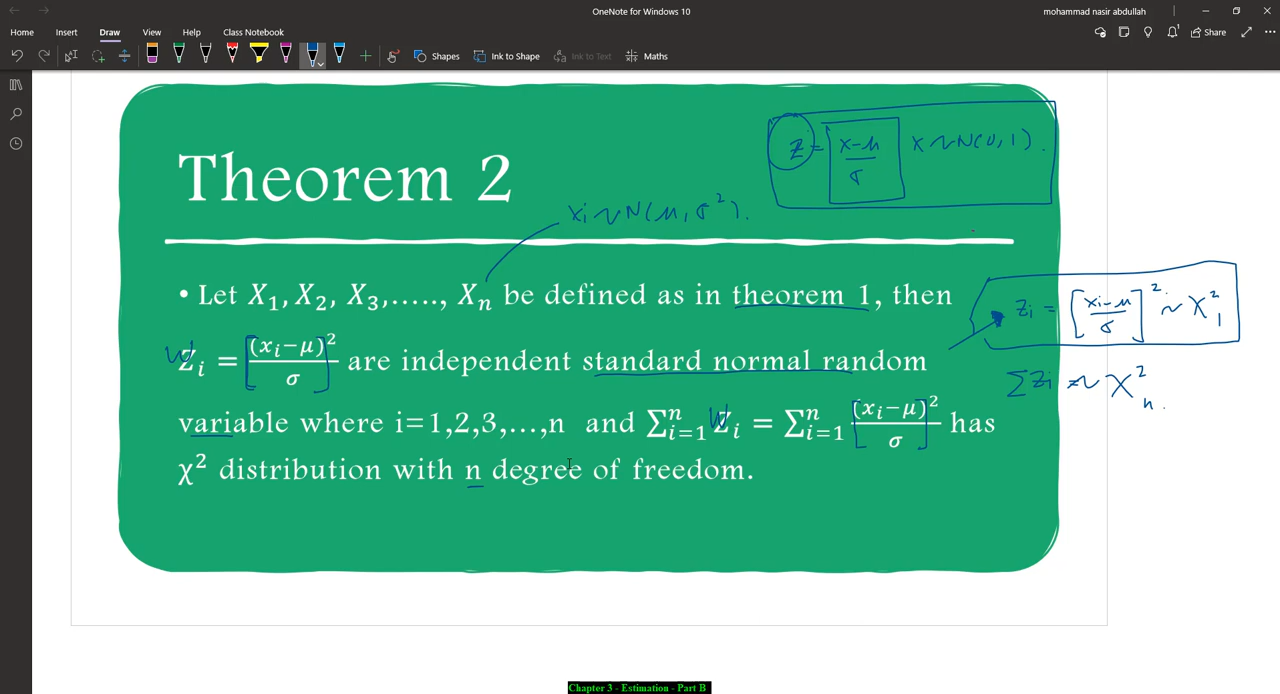 OneNote for Windows 10
mohammad nasir abdullah
Home Insert Draw View Help Class Notebook
Share
Shapes Ink to Shape Ink to Text Maths
Z = [x-μ/σ] x~N(0,1).
Theorem 2
xi~N(μ,σ²).
• Let X₁, X₂, X₃,....., Xₙ be defined as in theorem 1, then
W Zᵢ = [(xᵢ−μ)/σ]² are independent standard normal random
zi = [xi-μ/σ]² ~ χ²₁
Σzi ~ χ²n.
variable where i=1,2,3,...,n and ∑ⁿᵢ₌₁ W Zᵢ = ∑ⁿᵢ₌₁ [(xᵢ−μ)/σ]² has
χ² distribution with n degree of freedom.
Chapter 3 - Estimation - Part B